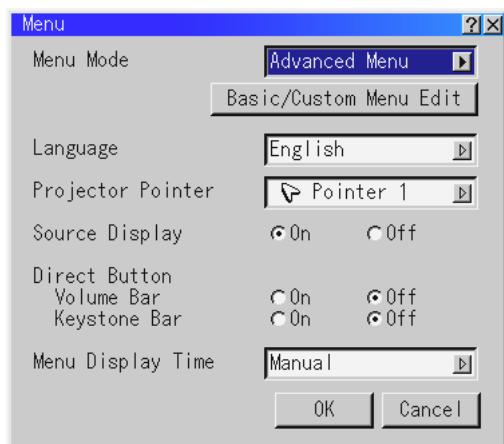 Menu ? ×
Menu Mode Advanced Menu
Basic/Custom Menu Edit
Language English
Projector Pointer Pointer 1
Source Display On Off
Direct Button
Volume Bar On Off
Keystone Bar On Off
Menu Display Time Manual
OK Cancel